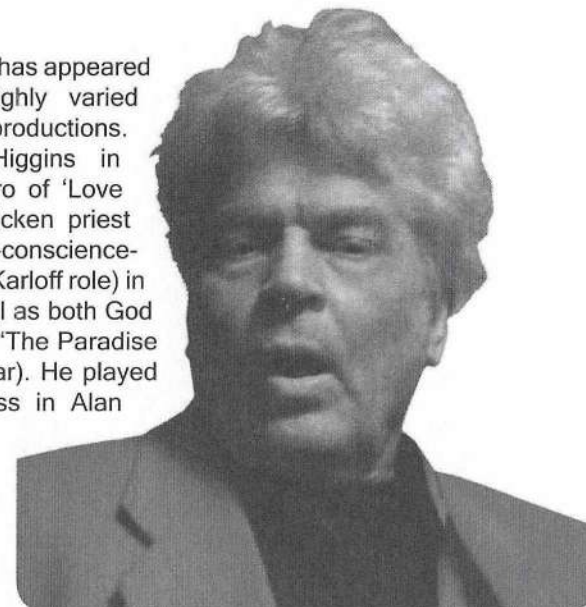 has appeared
ghly varied
productions.
Higgins in
ro of ‘Love
cken priest
-conscience-
Karloff role) in
l as both God
‘The Paradise
ar). He played
ss in Alan